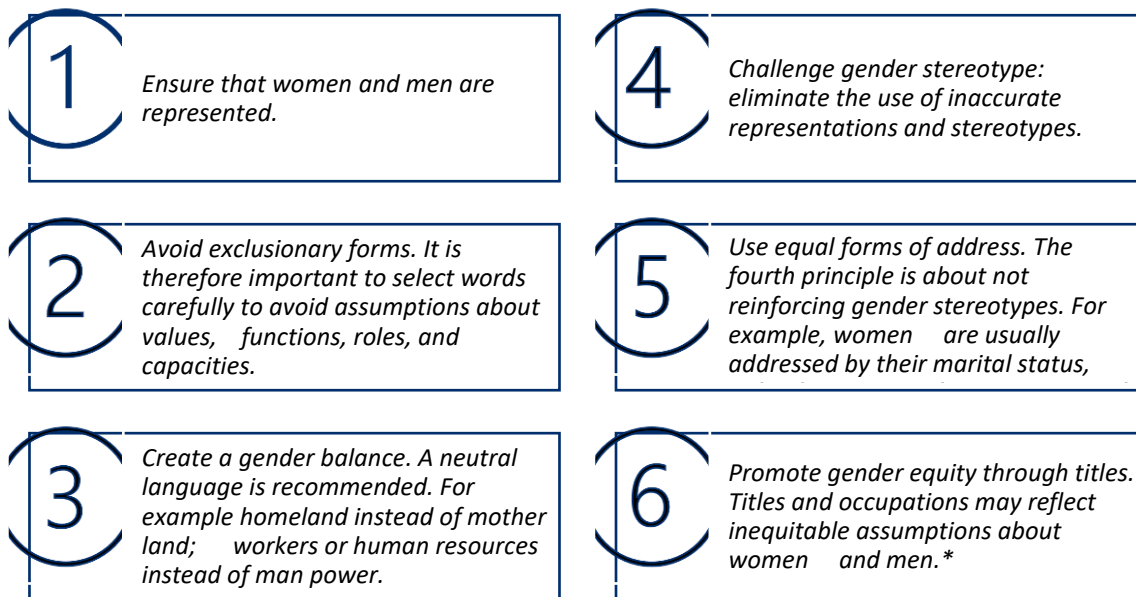 1
Ensure that women and men are
represented.
2
Avoid exclusionary forms. It is
therefore important to select words
carefully to avoid assumptions about
values, functions, roles, and
capacities.
3
Create a gender balance. A neutral
language is recommended. For
example homeland instead of mother
land; workers or human resources
instead of man power.
4
Challenge gender stereotype:
eliminate the use of inaccurate
representations and stereotypes.
5
Use equal forms of address. The
fourth principle is about not
reinforcing gender stereotypes. For
example, women are usually
addressed by their marital status,
6
Promote gender equity through titles.
Titles and occupations may reflect
inequitable assumptions about
women and men.*